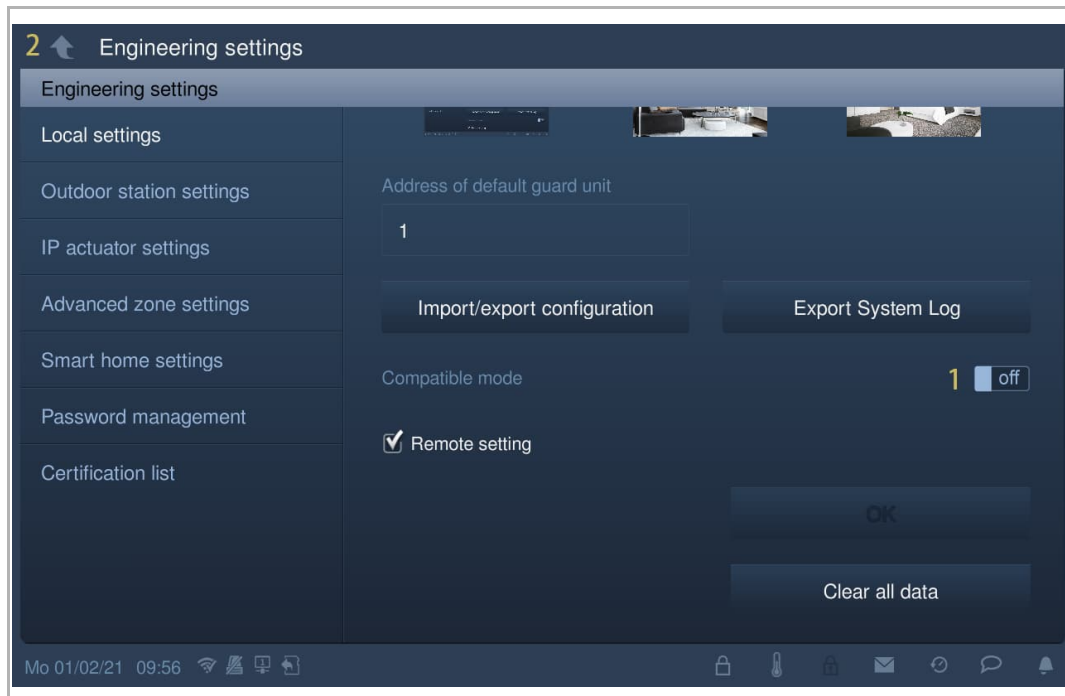 2 Engineering settings
Engineering settings
Local settings
Outdoor station settings
IP actuator settings
Advanced zone settings
Smart home settings
Password management
Certification list
Address of default guard unit
1
Import/export configuration Export System Log
Compatible mode 1 off
Remote setting
OK
Clear all data
Mo 01/02/21 09:56